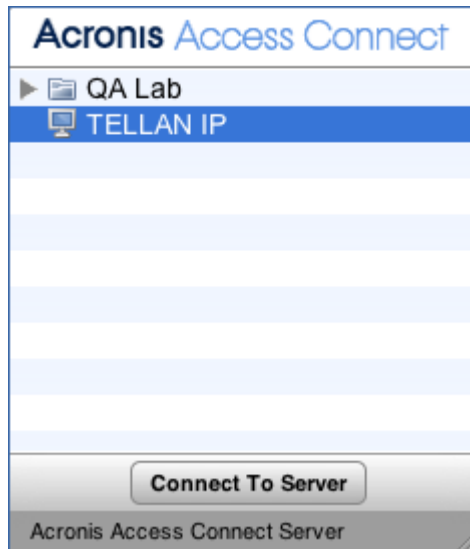 Acronis Access Connect
QA Lab
TELLAN IP
Connect To Server
Acronis Access Connect Server